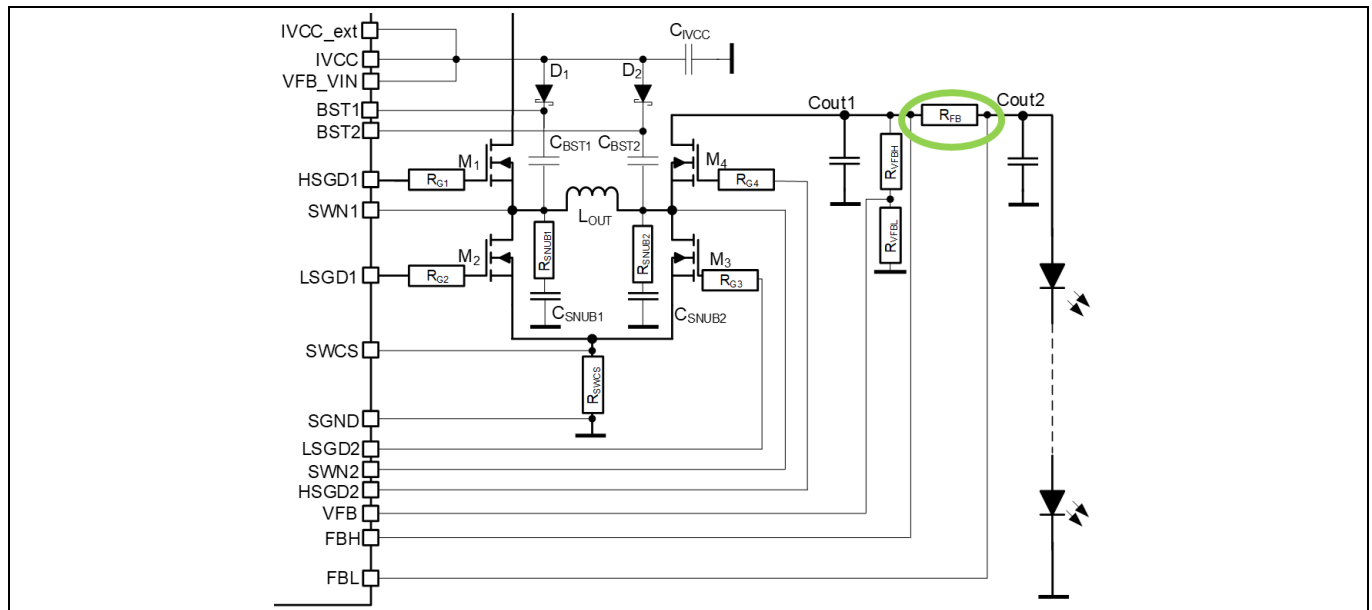 IVCC_ext
IVCC
VFB_VIN
BST1
BST2
HSGD1
SWN1
LSGD1
SWCS
SGND
LSGD2
SWN2
HSGD2
VFB
FBH
FBL
CIVCC
D1
D2
CBST1
CBST2
M1
M4
RG1
RG4
LOUT
RSNUB1
RSNUB2
M2
M3
RG2
RG3
CSNUB1
CSNUB2
RSWCS
Cout1
RFB
Cout2
RVFBH
RVFBL